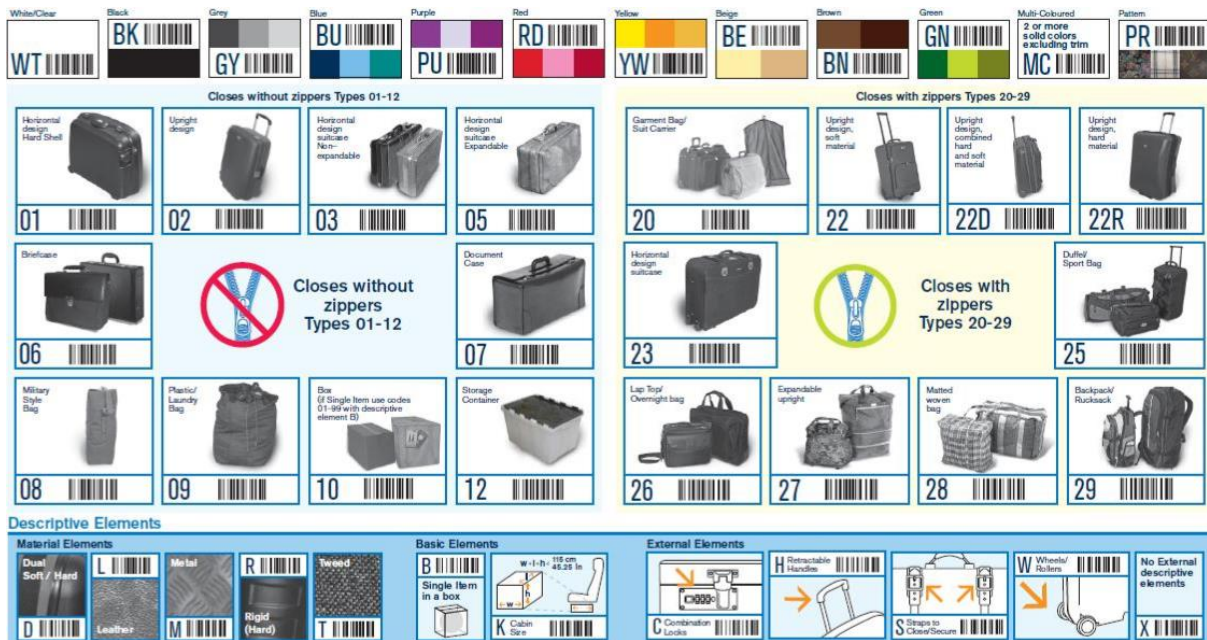 White/Clear
WT
Black
BK
Grey
GY
Blue
BU
Purple
PU
Red
RD
Yellow
YW
Beige
BE
Brown
BN
Green
GN
Multi-Coloured
2 or more
solid colors
excluding trim
MC
Pattern
PR
Closes without zippers Types 01-12
Horizontal
design
Hard Shell
01
Upright
design
02
Horizontal
design
suitcase
Non-
expandable
03
Horizontal
design
suitcase
Expandable
05
Briefcase
06
Closes without
zippers
Types 01-12
Document
Case
07
Military
Style
Bag
08
Plastic/
Laundry
Bag
09
Box
(if Single Item use codes
01-99 with descriptive
element B)
10
Storage
Container
12
Closes with zippers Types 20-29
Garment Bag/
Suit Carrier
20
Upright
design,
soft
material
22
Upright
design,
combined
hard
and soft
material
22D
Upright
design,
hard
material
22R
Horizontal
design
suitcase
23
Closes with
zippers
Types 20-29
Duffel/
Sport Bag
25
Lap Top/
Overnight bag
26
Expandable
upright
27
Matted
woven
bag
28
Backpack/
Rucksack
29
Descriptive Elements
Material Elements
Dual
Soft / Hard
D
L
Leather
Metal
M
R
Rigid
(Hard)
Tweed
T
Basic Elements
B
Single Item
in a box
w+l+h=
115 cm
45.25 in
l
h
w
K Cabin
Size
External Elements
C Combination
Locks
H Retractable
Handles
S Straps to
Close/Secure
W Wheels/
Rollers
No External
descriptive
elements
X